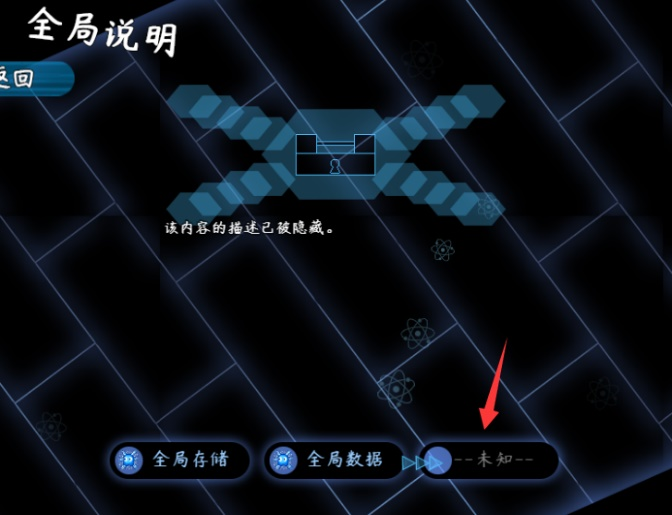 全局说明
返回
该内容的描述已被隐藏。
全局存储
全局数据
--未知--